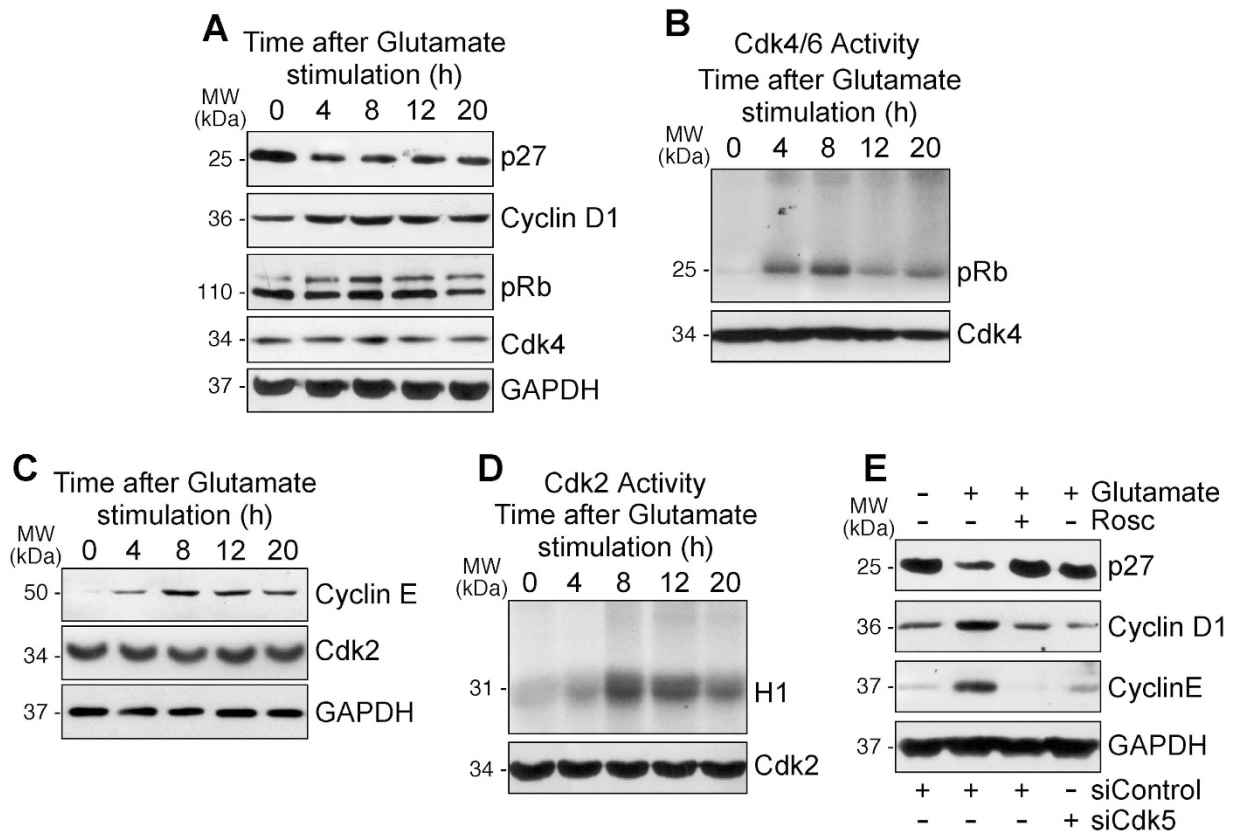 A
Time after Glutamate
stimulation (h)
MW
(kDa)
0 4 8 12 20
25 - p27
36 - Cyclin D1
110 - pRb
34 - Cdk4
37 - GAPDH
B
Cdk4/6 Activity
Time after Glutamate
stimulation (h)
MW
(kDa)
0 4 8 12 20
25 - pRb
34 - Cdk4
C
Time after Glutamate
stimulation (h)
MW
(kDa)
0 4 8 12 20
50 - Cyclin E
34 - Cdk2
37 - GAPDH
D
Cdk2 Activity
Time after Glutamate
stimulation (h)
MW
(kDa)
0 4 8 12 20
31 - H1
34 - Cdk2
E
- + + + Glutamate
- - + - Rosc
MW
(kDa)
25 - p27
36 - Cyclin D1
37 - CyclinE
37 - GAPDH
+ + + - siControl
- - - + siCdk5